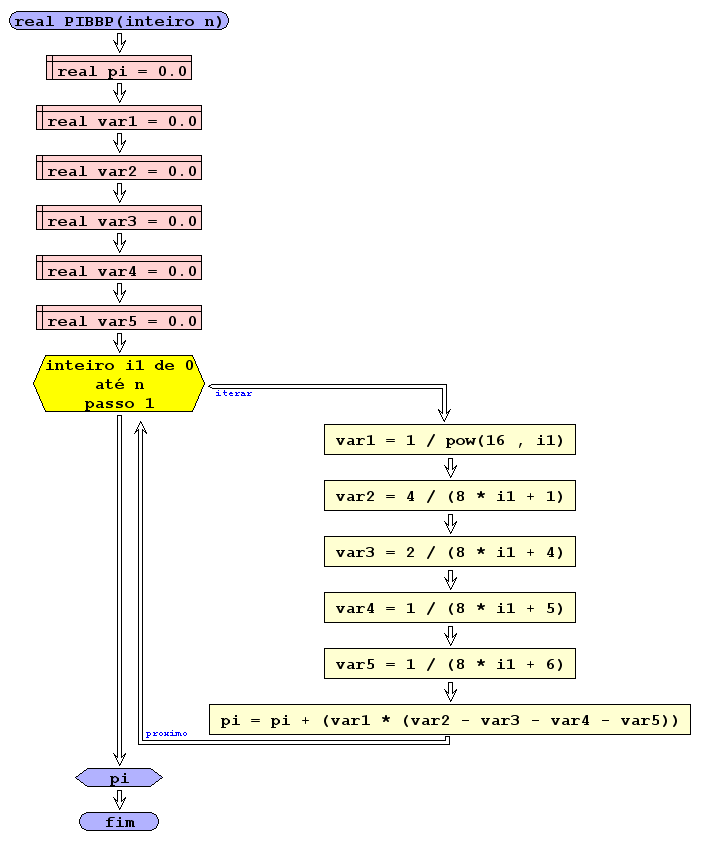 real PIBBP(inteiro n)
real pi = 0.0
real var1 = 0.0
real var2 = 0.0
real var3 = 0.0
real var4 = 0.0
real var5 = 0.0
inteiro i1 de 0
até n
passo 1
iterar
var1 = 1 / pow(16 , i1)
var2 = 4 / (8 * i1 + 1)
var3 = 2 / (8 * i1 + 4)
var4 = 1 / (8 * i1 + 5)
var5 = 1 / (8 * i1 + 6)
pi = pi + (var1 * (var2 - var3 - var4 - var5))
proximo
pi
fim